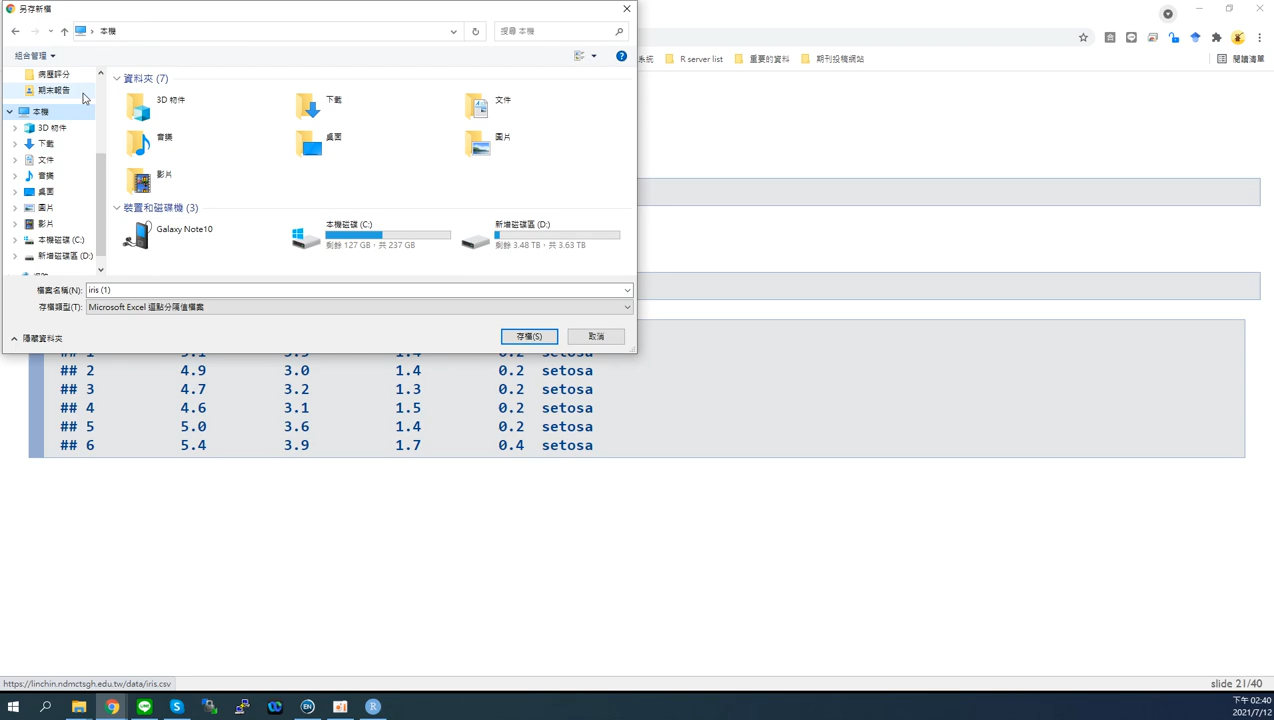 另存新檔
本機
搜尋 本機
組合管理
病歷評分
期末報告
本機
3D 物件
下載
文件
音樂
桌面
圖片
影片
本機磁碟 (C:)
新增磁碟區 (D:)
資料夾 (7)
3D 物件
下載
文件
音樂
桌面
圖片
影片
裝置和磁碟機 (3)
Galaxy Note10
本機磁碟 (C:)
剩餘 127 GB，共 237 GB
新增磁碟區 (D:)
剩餘 3.48 TB，共 3.63 TB
檔案名稱(N): iris (1)
存檔類型(T): Microsoft Excel 逗點分隔值檔案
隱藏資料夾
存檔(S)
取消
系統
R server list
重要的資料
期刊投稿網站
閱讀清單
## 1 5.1 3.5 1.4 0.2 setosa
## 2 4.9 3.0 1.4 0.2 setosa
## 3 4.7 3.2 1.3 0.2 setosa
## 4 4.6 3.1 1.5 0.2 setosa
## 5 5.0 3.6 1.4 0.2 setosa
## 6 5.4 3.9 1.7 0.4 setosa
https://linchin.ndmctsgh.edu.tw/data/iris.csv
slide 21/40
下午 02:40
2021/7/12